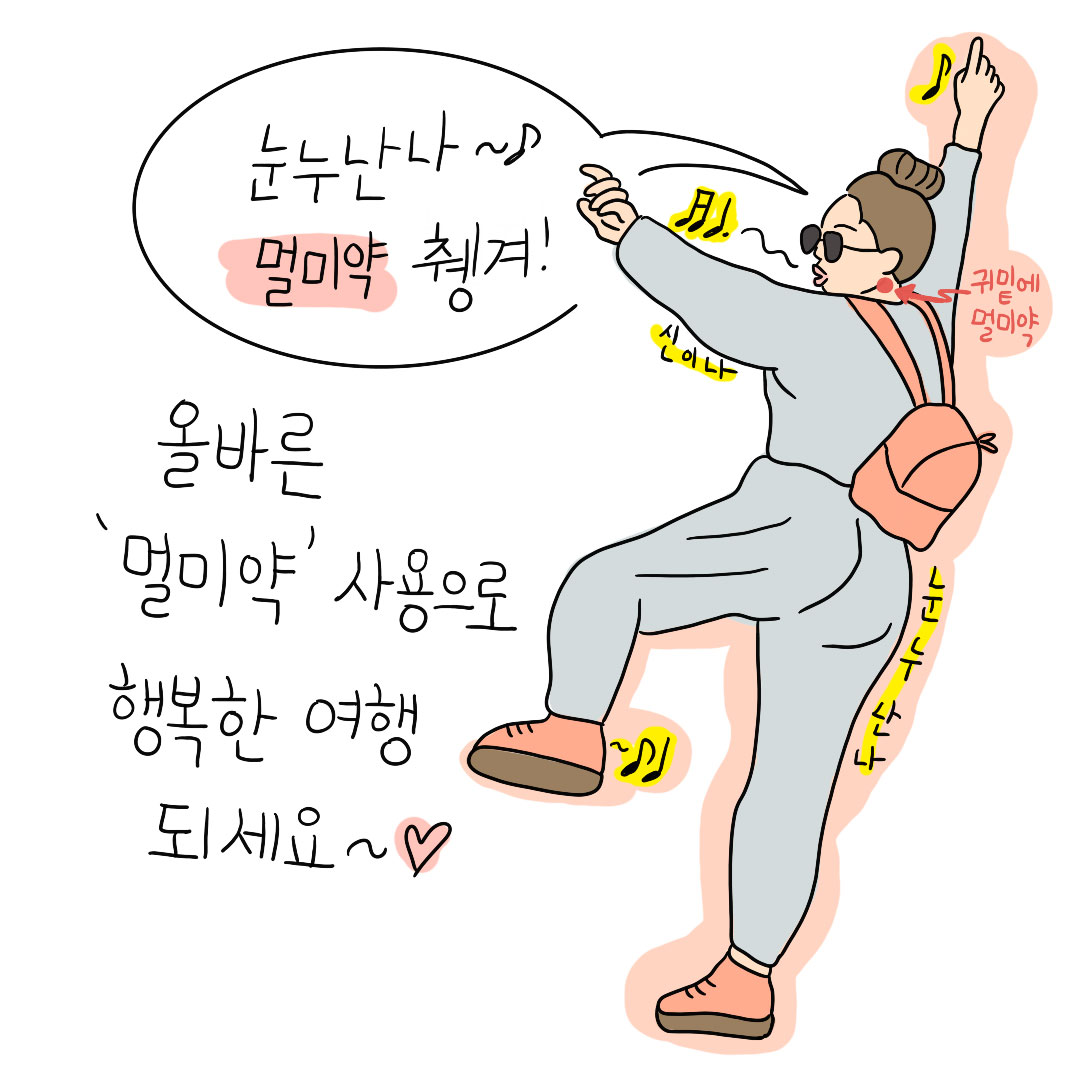 눈누난나~♪
멀미약 췡겨!
신이나
귀밑에
멀미약
올바른
'멀미약' 사용으로
행복한 여행
되세요~♡
눈누난나